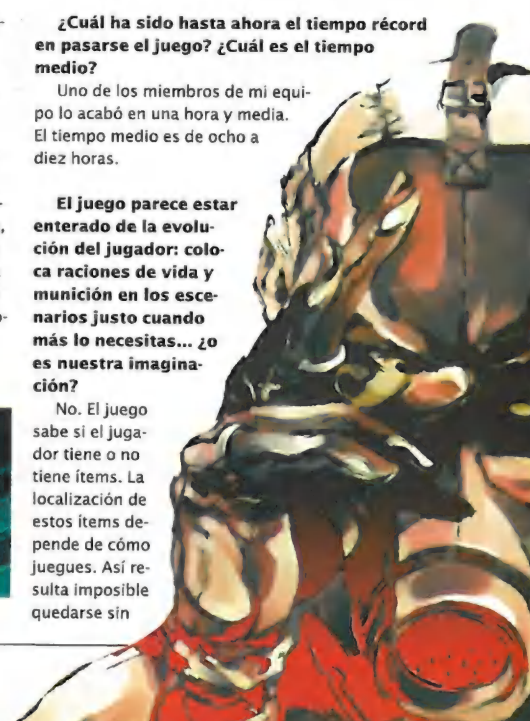 ¿Cuál ha sido hasta ahora el tiempo récord
en pasarse el juego? ¿Cuál es el tiempo
medio?
Uno de los miembros de mi equi-
po lo acabó en una hora y media.
El tiempo medio es de ocho a
diez horas.
El juego parece estar
enterado de la evolu-
ción del jugador: colo-
ca raciones de vida y
munición en los esce-
narios justo cuando
más lo necesitas... ¿o
es nuestra imagina-
ción?
No. El juego
sabe si el juga-
dor tiene o no
tiene ítems. La
localización de
estos ítems de-
pende de cómo
juegues. Así re-
sulta imposible
quedarse sin